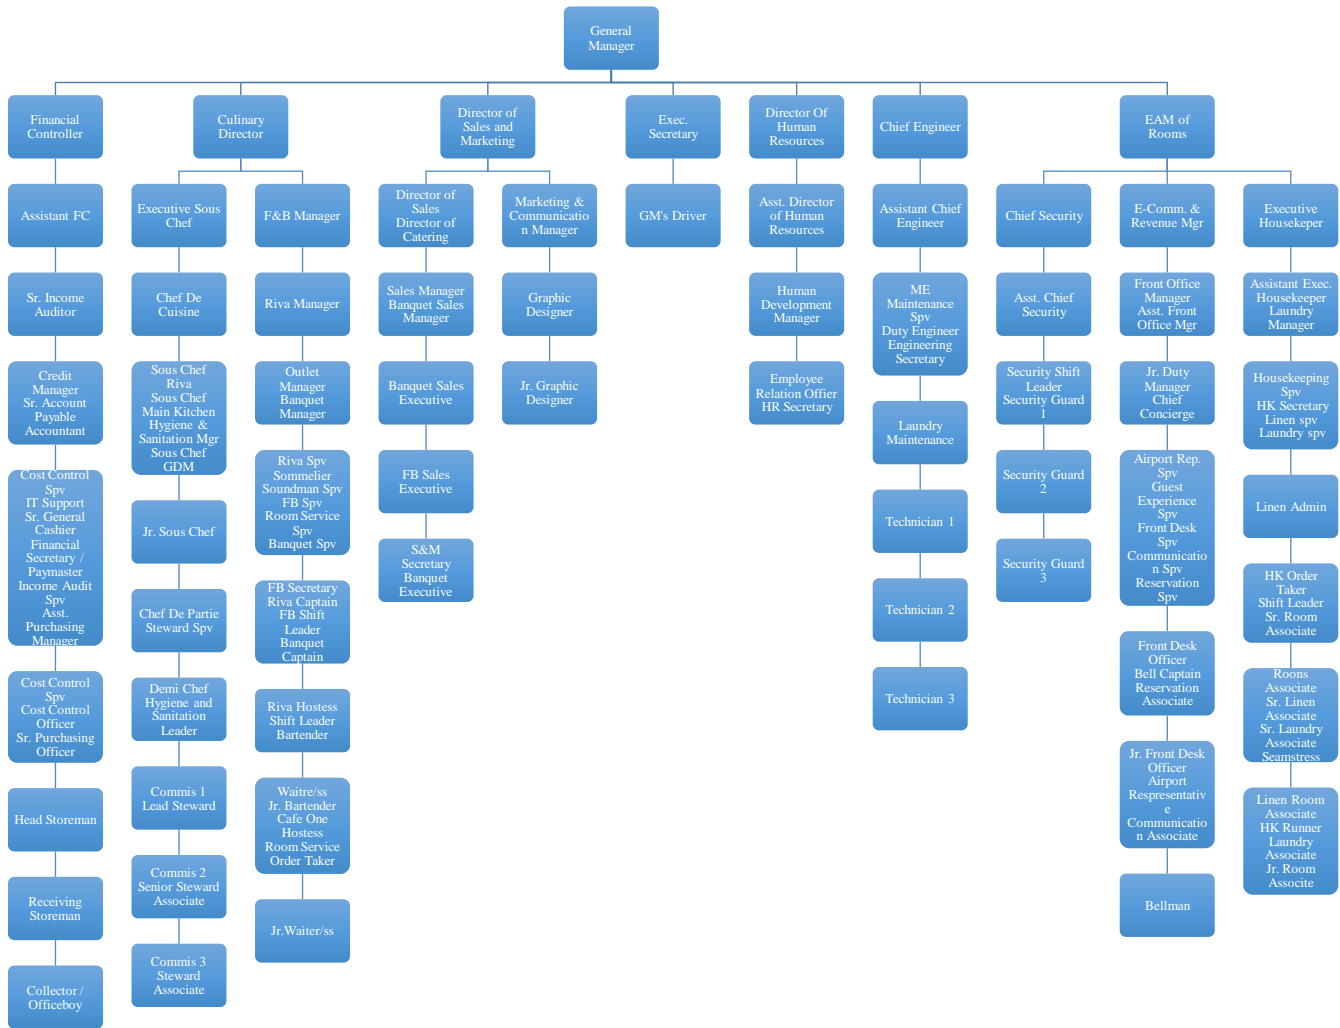 General
Manager
Financial
Controller
Culinary
Director
Director of
Sales and
Marketing
Exec.
Secretary
Director Of
Human
Resources
Chief Engineer
EAM of
Rooms
Assistant FC
Executive Sous
Chef
F&B Manager
Director of
Sales
Director of
Catering
Marketing &
Communicatio
n Manager
GM's Driver
Asst. Director
of Human
Resources
Assistant Chief
Engineer
Chief Security
E-Comm. &
Revenue Mgr
Executive
Housekeper
Sr. Income
Auditor
Chef De
Cuisine
Riva Manager
Sales Manager
Banquet Sales
Manager
Graphic
Designer
Human
Development
Manager
ME
Maintenance
Spv
Duty Engineer
Engineering
Secretary
Asst. Chief
Security
Front Office
Manager
Asst. Front
Office Mgr
Assistant Exec.
Housekeeper
Laundry
Manager
Credit
Manager
Sr. Account
Payable
Accountant
Sous Chef
Riva
Sous Chef
Main Kitchen
Hygiene &
Sanitation Mgr
Sous Chef
GDM
Outlet
Manager
Banquet
Manager
Banquet Sales
Executive
Jr. Graphic
Designer
Employee
Relation Offier
HR Secretary
Laundry
Maintenance
Security Shift
Leader
Security Guard
1
Jr. Duty
Manager
Chief
Concierge
Housekeeping
Spv
HK Secretary
Linen spv
Laundry spv
Cost Control
Spv
IT Support
Sr. General
Cashier
Financial
Secretary /
Paymaster
Income Audit
Spv
Asst.
Purchasing
Manager
Jr. Sous Chef
Riva Spv
Sommelier
Soundman Spv
FB Spv
Room Service
Spv
Banquet Spv
FB Sales
Executive
Technician 1
Security Guard
2
Airport Rep.
Spv
Guest
Experience
Spv
Front Desk
Spv
Communicatio
n Spv
Reservation
Spv
Linen Admin
Chef De Partie
Steward Spv
FB Secretary
Riva Captain
FB Shift
Leader
Banquet
Captain
S&M
Secretary
Banquet
Executive
Technician 2
Security Guard
3
HK Order
Taker
Shift Leader
Sr. Room
Associate
Cost Control
Spv
Cost Control
Officer
Sr. Purchasing
Officer
Demi Chef
Hygiene and
Sanitation
Leader
Riva Hostess
Shift Leader
Bartender
Technician 3
Front Desk
Officer
Bell Captain
Reservation
Associate
Roons
Associate
Sr. Linen
Associate
Sr. Laundry
Associate
Seamstress
Head Storeman
Commis 1
Lead Steward
Waitre/ss
Jr. Bartender
Cafe One
Hostess
Room Service
Order Taker
Jr. Front Desk
Officer
Airport
Respresentativ
e
Communicatio
n Associate
Linen Room
Associate
HK Runner
Laundry
Associate
Jr. Room
Associte
Receiving
Storeman
Commis 2
Senior Steward
Associate
Jr.Waiter/ss
Bellman
Collector /
Officeboy
Commis 3
Steward
Associate